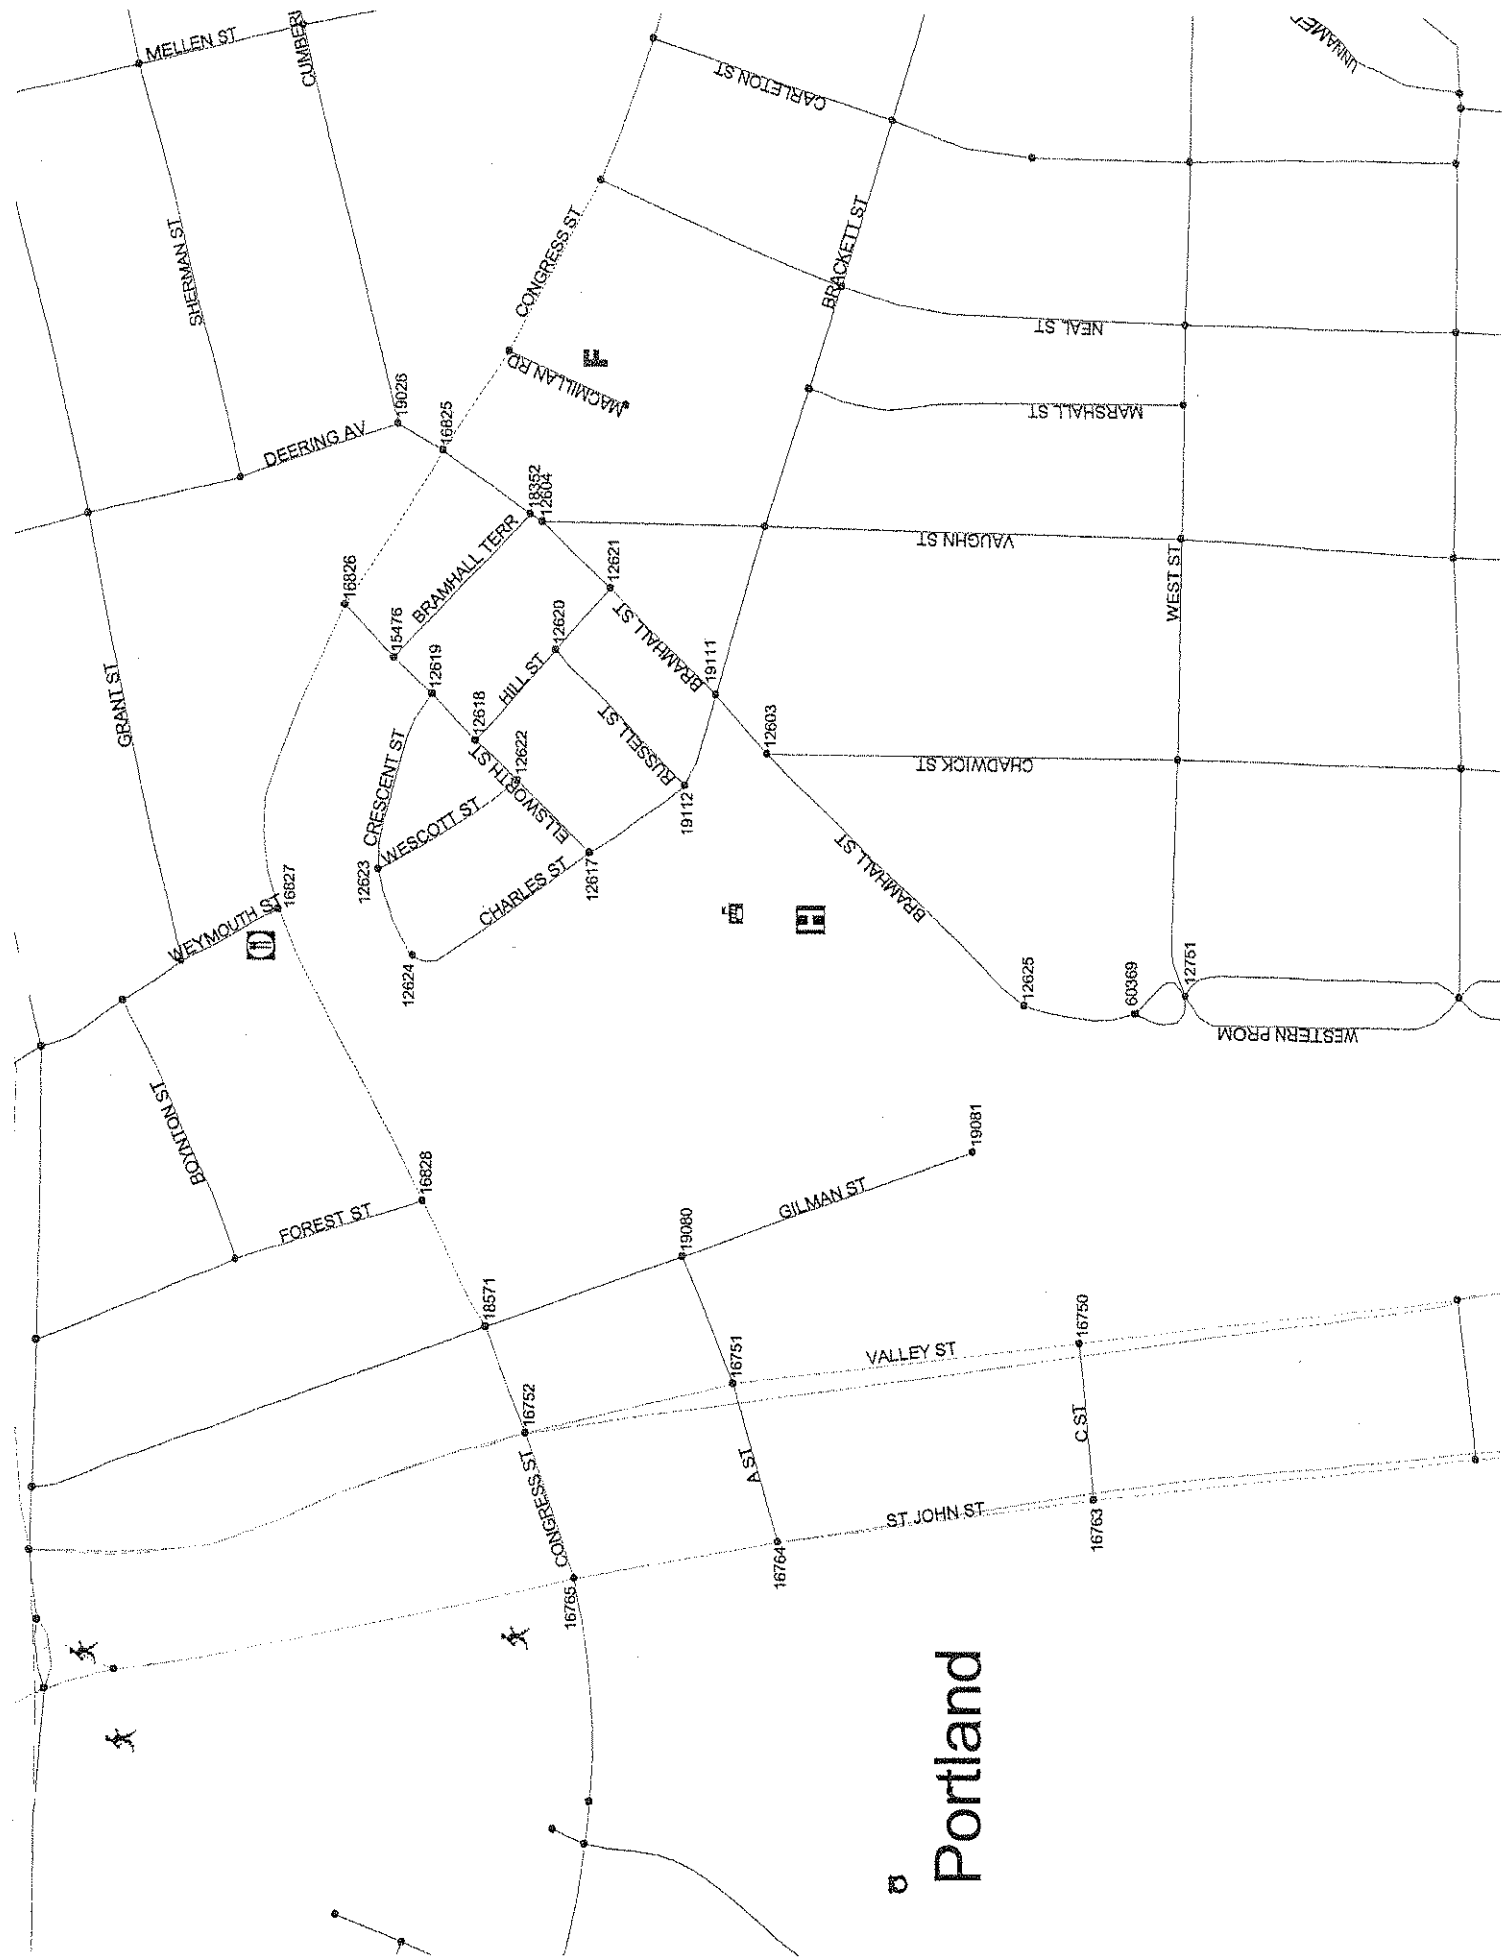 MELLEN ST
SHERMAN ST
DEERING AV
19026
16825
CONGRESS ST
MACMILLAN RD
F
CARLETON ST
BRACKETT ST
NEAL ST
MARSHALL ST
VAUGHN ST
WEST ST
CHADWICK ST
GRANT ST
16826
15476
BRAMHALL TERR
18352
12604
12619
12621
12618
HILL ST
12620
BRAMHALL ST
19111
12603
CRESCENT ST
12622
ELLSWORTH ST
RUSSELL ST
WESCOTT ST
19112
12623
12617
CHARLES ST
12624
WEYMOUTH ST
16827
H
BRAMHALL ST
12625
60369
12751
WESTERN PROM
BOYNTON ST
FOREST ST
16828
GILMAN ST
19081
19080
18571
16752
16751
VALLEY ST
16750
A ST
C ST
CONGRESS ST
16765
16764
ST JOHN ST
16763
Portland